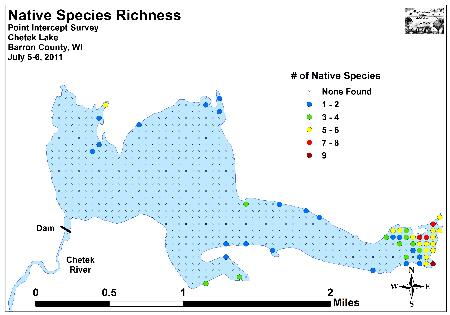 Native Species Richness
Point Intercept Survey
Chetek Lake
Barron County, WI
July 5-6, 2011
# of Native Species
None Found
1 - 2
3 - 4
5 - 6
7 - 8
9
Dam
Chetek
River
N
W E
S
0 0.5 1 2
Miles